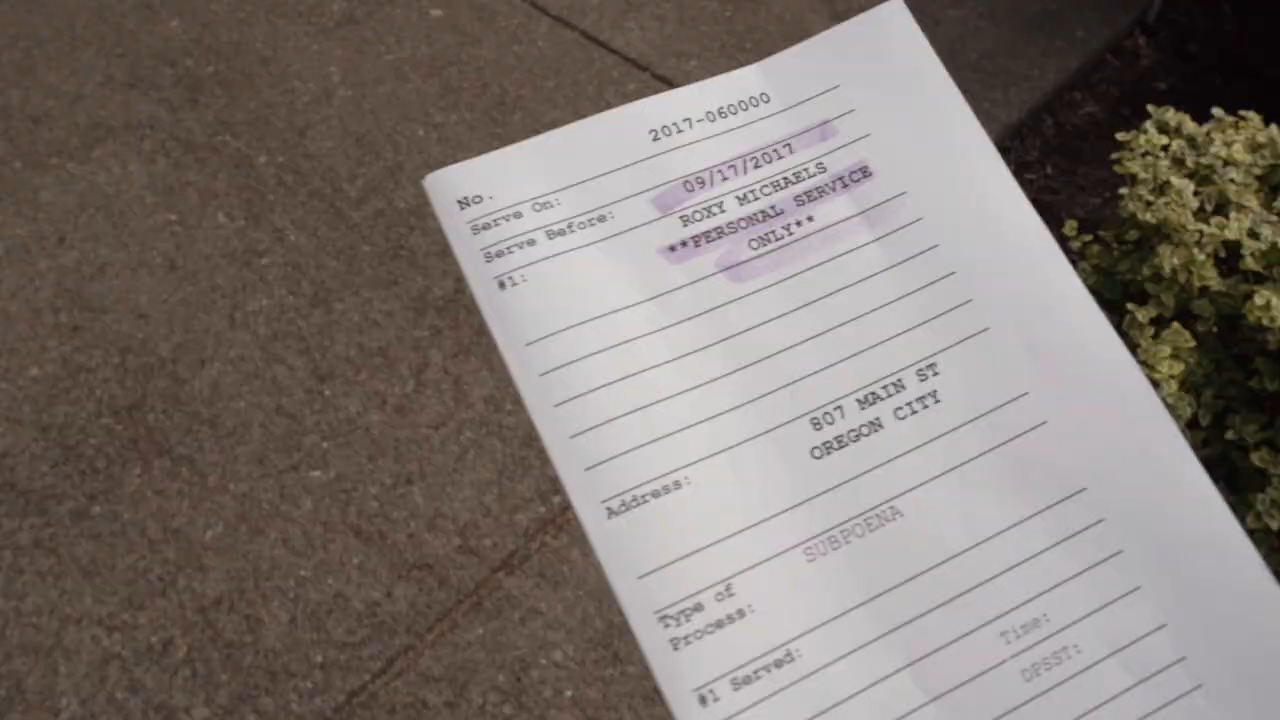 No. 2017-060000
Serve On:
Serve Before: 09/17/2017
#1: ROXY MICHAELS
**PERSONAL SERVICE
ONLY**
Address: 807 MAIN ST
OREGON CITY
Type of Process: SUBPOENA
#1 Served:
Time:
DPSST: